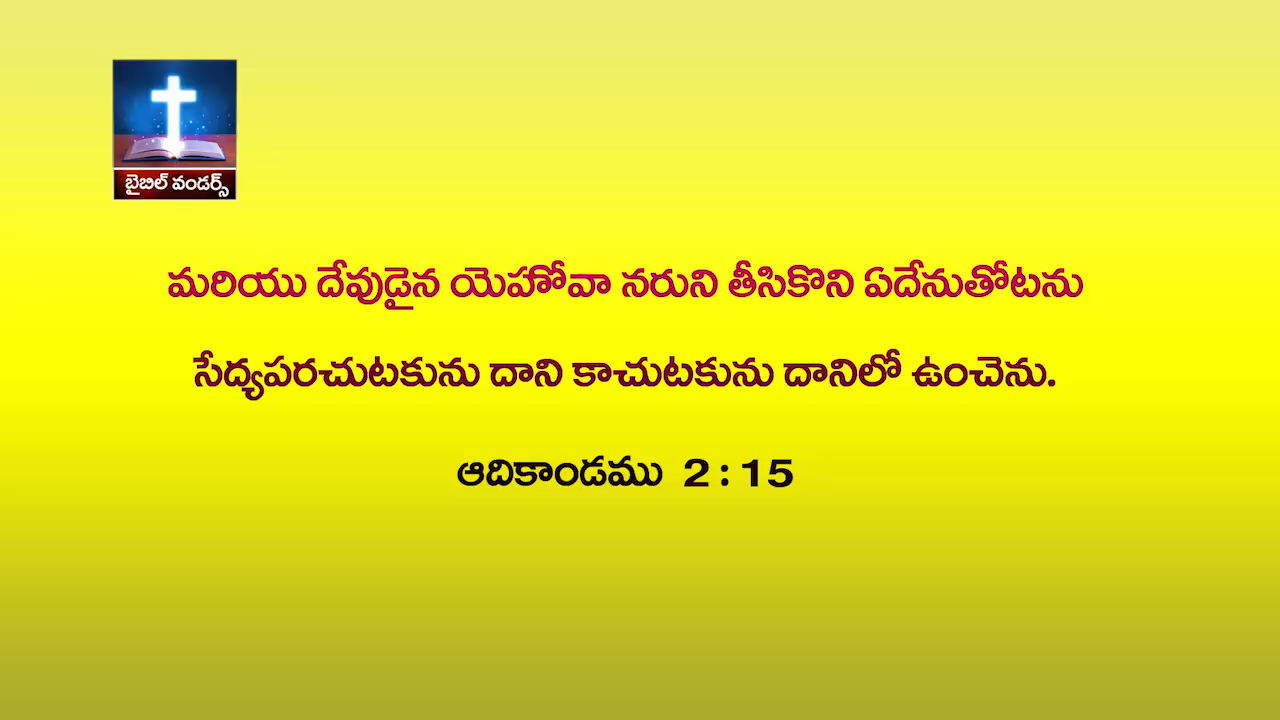 బైబిల్ వండర్స్
మరియు దేవుడైన యెహోవా నరుని తీసికొని ఏదేనుతోటను
సేద్యపరచుటకును దాని కాచుటకును దానిలో ఉంచెను.
ఆదికాండము 2 : 15